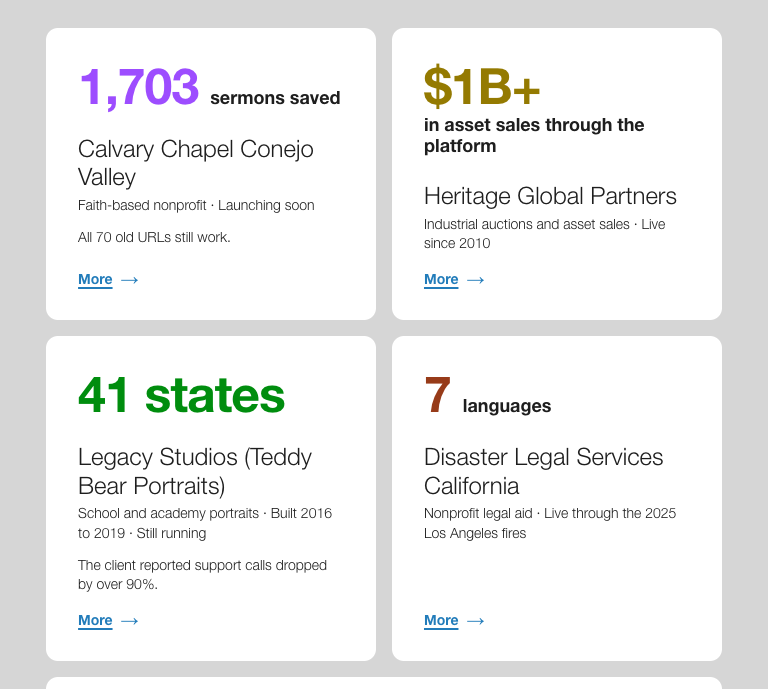 1,703 sermons saved
Calvary Chapel Conejo
Valley
Faith-based nonprofit · Launching soon
All 70 old URLs still work.
More →
$1B+
in asset sales through the
platform
Heritage Global Partners
Industrial auctions and asset sales · Live
since 2010
More →
41 states
Legacy Studios (Teddy
Bear Portraits)
School and academy portraits · Built 2016
to 2019 · Still running
The client reported support calls dropped
by over 90%.
More →
7 languages
Disaster Legal Services
California
Nonprofit legal aid · Live through the 2025
Los Angeles fires
More →